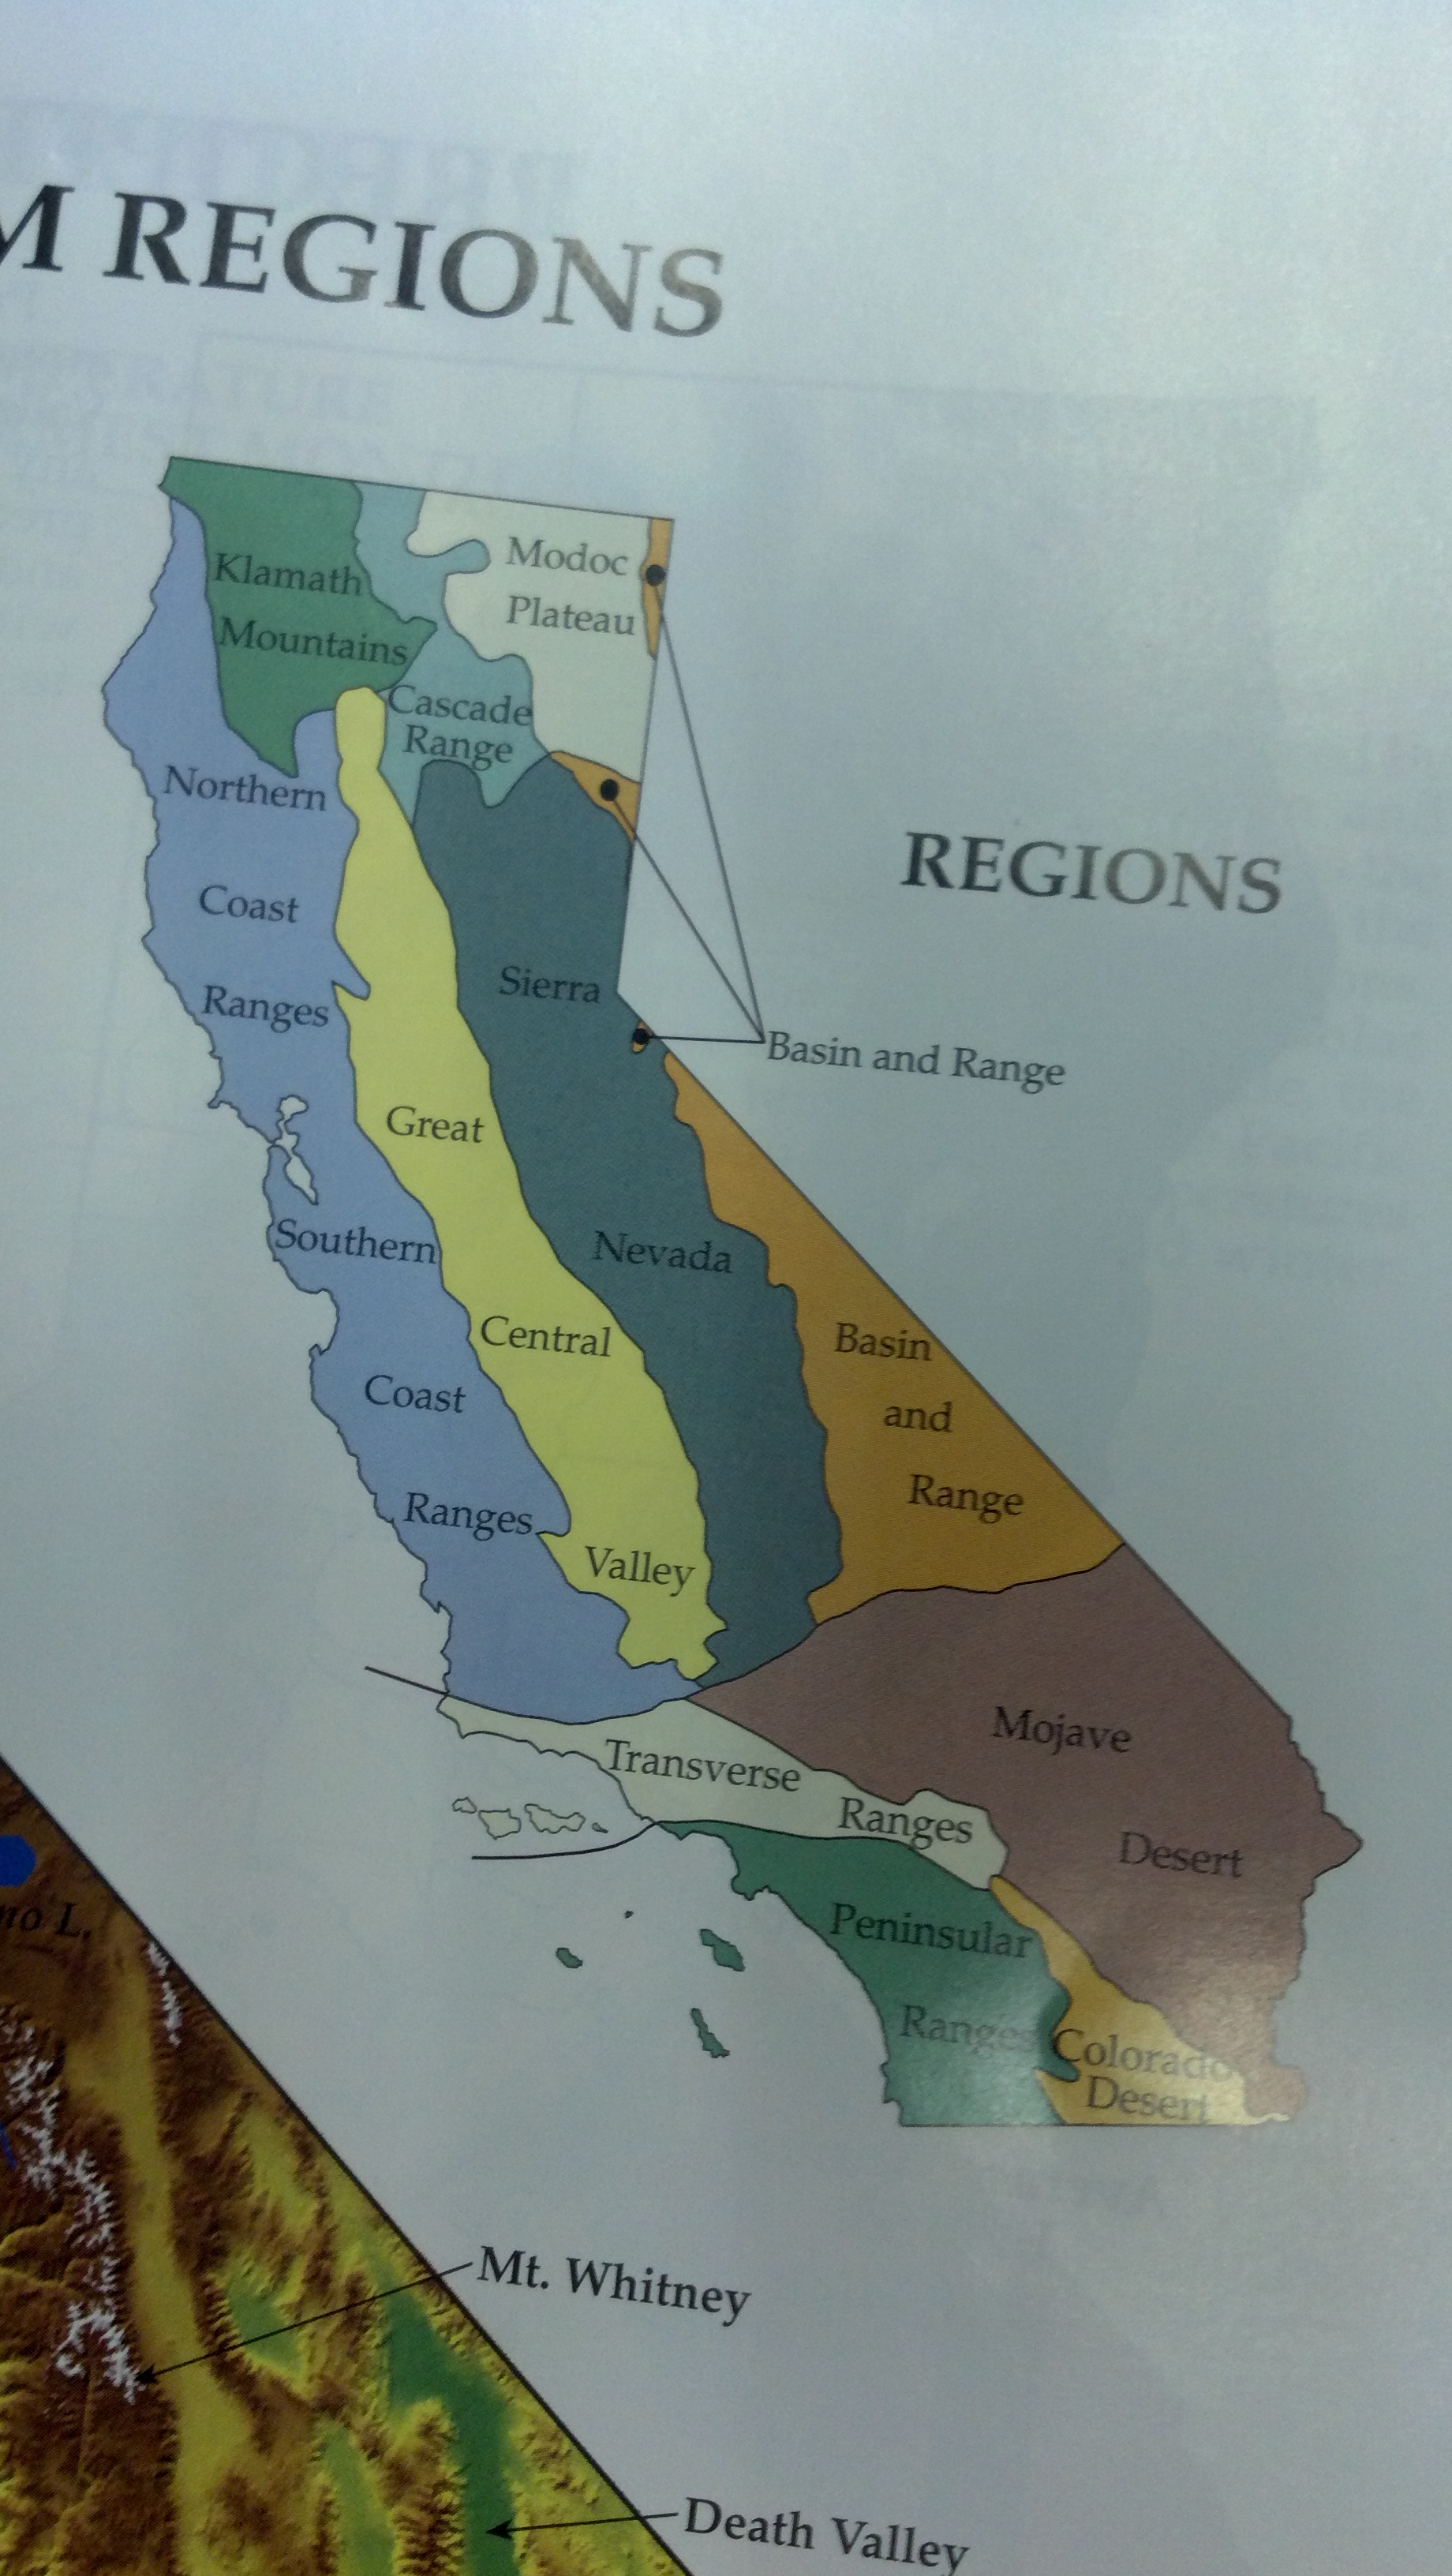 M REGIONS
Klamath
Mountains
Modoc
Plateau
Cascade
Range
Northern
Coast
Ranges
REGIONS
Sierra
Nevada
Basin and Range
Great
Central
Valley
Southern
Coast
Ranges
Basin
and
Range
Mojave
Desert
Transverse
Ranges
Peninsular
Ranges
Colorado
Desert
no L.
Mt. Whitney
Death Valley